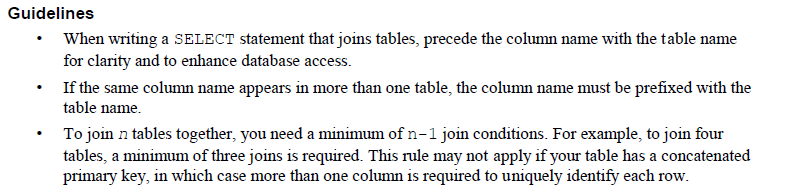 Guidelines
• When writing a SELECT statement that joins tables, precede the column name with the table name
for clarity and to enhance database access.
• If the same column name appears in more than one table, the column name must be prefixed with the
table name.
• To join n tables together, you need a minimum of n-1 join conditions. For example, to join four
tables, a minimum of three joins is required. This rule may not apply if your table has a concatenated
primary key, in which case more than one column is required to uniquely identify each row.